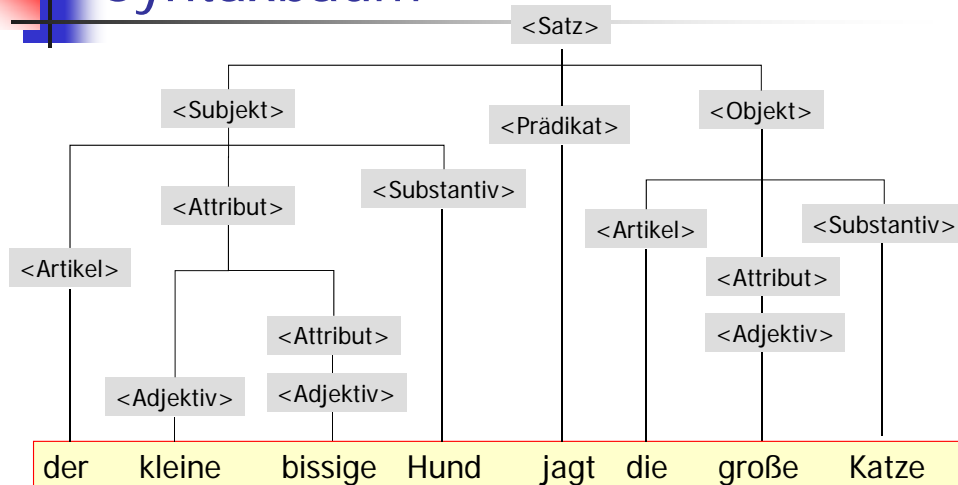 Syntaxbaum
<Satz>
<Subjekt>
<Prädikat>
<Objekt>
<Attribut>
<Substantiv>
<Artikel>
<Substantiv>
<Artikel>
<Attribut>
<Attribut>
<Adjektiv>
<Adjektiv>
<Adjektiv>
der kleine bissige Hund jagt die große Katze